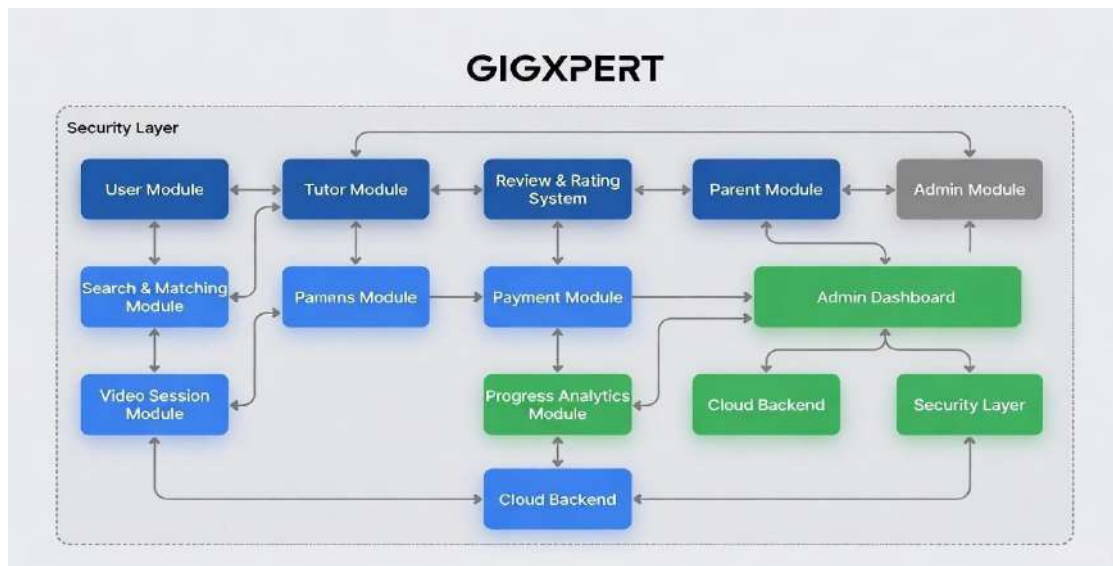 GIGXPERT
Security Layer
User Module
Tutor Module
Review & Rating
System
Parent Module
Admin Module
Search & Matching
Module
Pamens Module
Payment Module
Admin Dashboard
Video Session
Module
Progress Analytics
Module
Cloud Backend
Security Layer
Cloud Backend